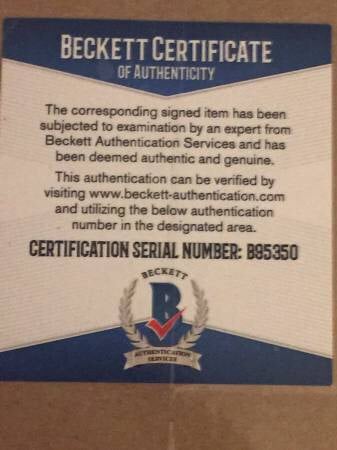 BECKETT CERTIFICATE
OF AUTHENTICITY
The corresponding signed item has been
subjected to examination by an expert from
Beckett Authentication Services and has
been deemed authentic and genuine.
This authentication can be verified by
visiting www.beckett-authentication.com
and utilizing the below authentication
number in the designated area.
CERTIFICATION SERIAL NUMBER: B95350
BECKETT
B
AUTHENTICATION
SERVICES